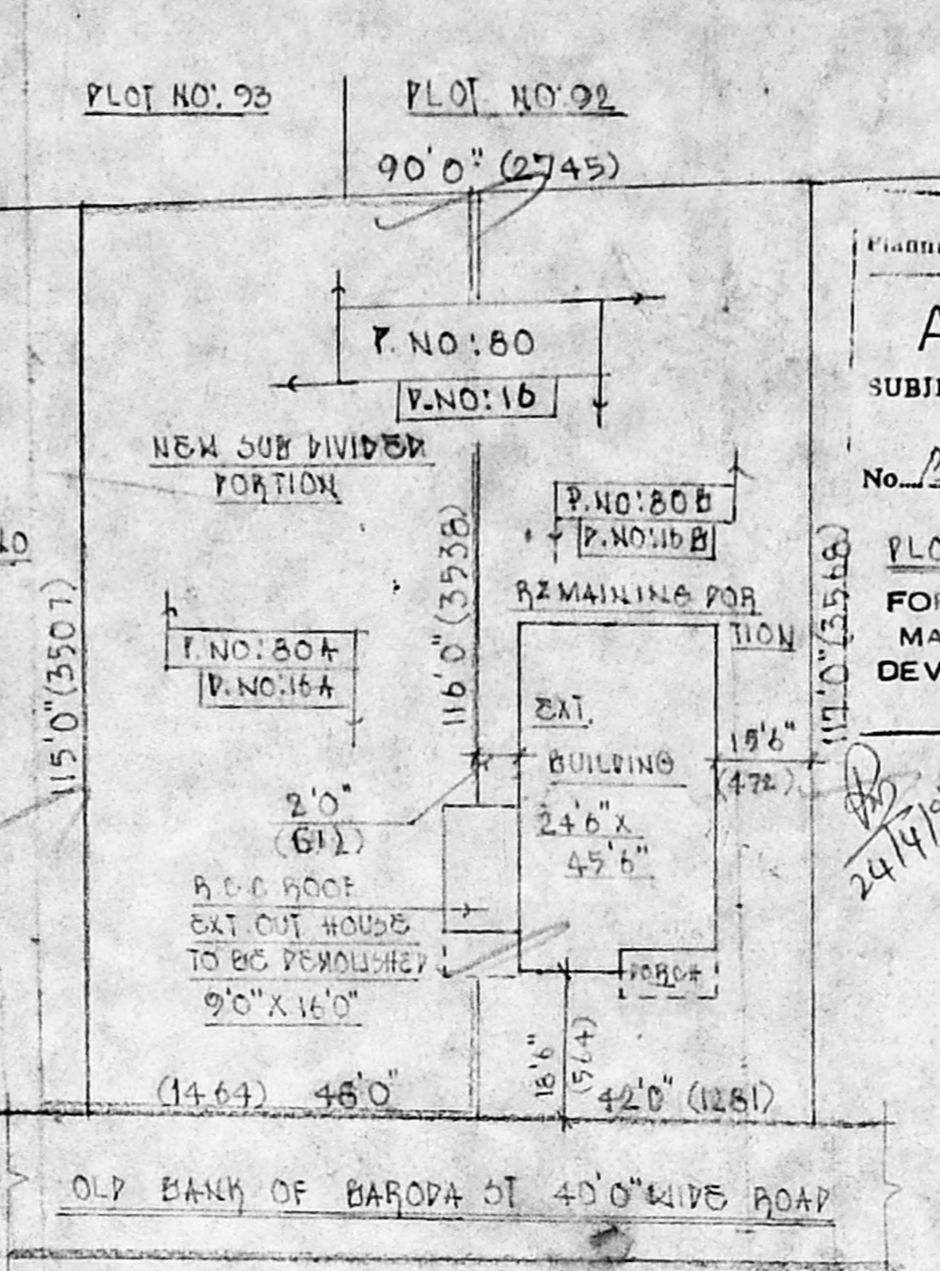 PLOT NO: 93
PLOT NO: 92
90'0" (2745)
P. NO: 80
D.NO: 16
NEW SUB DIVIDED
PORTION
P.NO: 80B
D.NO: 16B
REMAINING POR
TION
P.NO: 80A
D.NO: 16A
115'0" (3507)
116'0" (3538)
117'0" (3568)
EXT.
BUILDING
24'6" X
45'6"
15'6"
(472)
2'0"
(61)
R.C.C ROOF
EXT. OUT HOUSE
TO BE DEMOLISHED
9'0" X 16'0"
PORCH
18'6"
(564)
(1464) 48'0"
42'0" (1281)
OLD BANK OF BARODA ST 40'0" WIDE ROAD
No.
MA
DEV
24/4/9